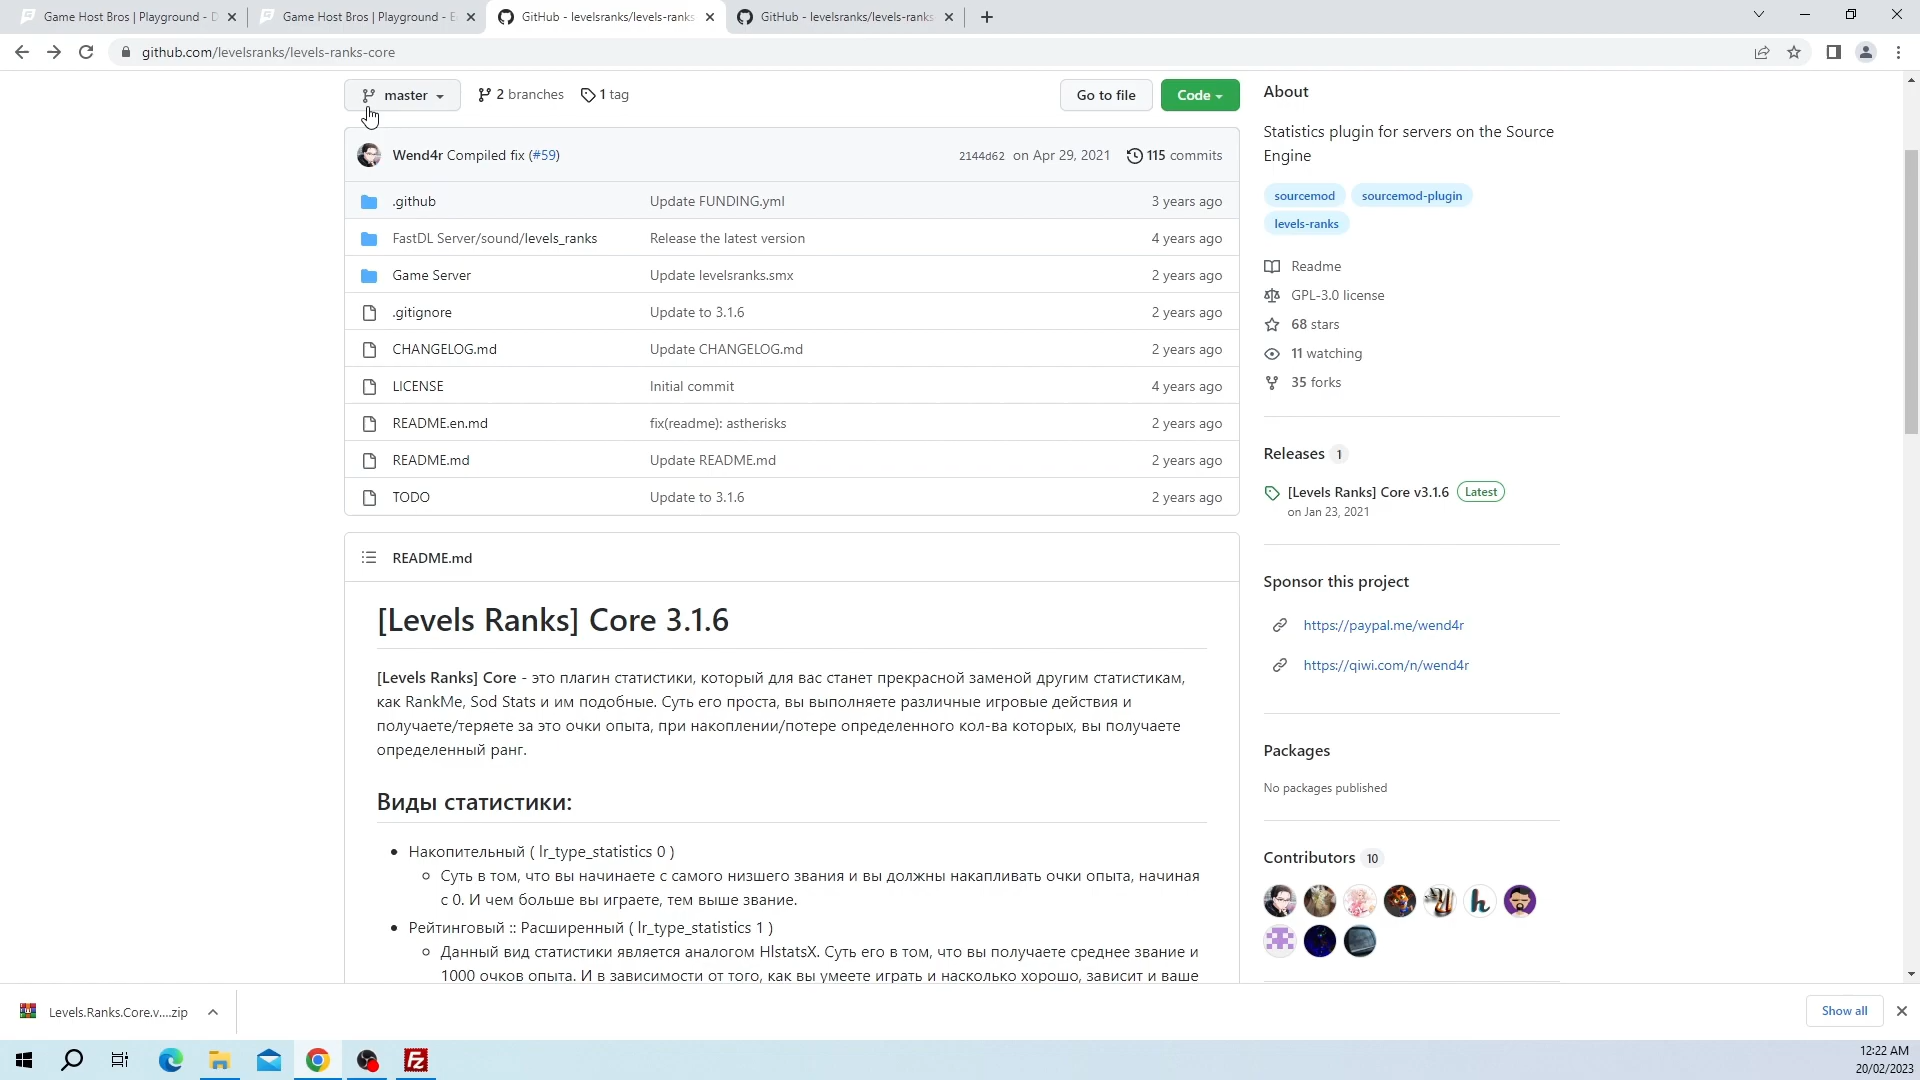 Game Host Bros | Playground - D
Game Host Bros | Playground - E
GitHub - levelsranks/levels-ranks
GitHub - levelsranks/levels-ranks
github.com/levelsranks/levels-ranks-core
master
2 branches
1 tag
Go to file
Code
Wend4r Compiled fix (#59)
2144d62 on Apr 29, 2021
115 commits
.github
Update FUNDING.yml
3 years ago
FastDL Server/sound/levels_ranks
Release the latest version
4 years ago
Game Server
Update levelsranks.smx
2 years ago
.gitignore
Update to 3.1.6
2 years ago
CHANGELOG.md
Update CHANGELOG.md
2 years ago
LICENSE
Initial commit
4 years ago
README.en.md
fix(readme): astherisks
2 years ago
README.md
Update README.md
2 years ago
TODO
Update to 3.1.6
2 years ago
README.md
[Levels Ranks] Core 3.1.6
[Levels Ranks] Core - это плагин статистики, который для вас станет прекрасной заменой другим статистикам,
как RankMe, Sod Stats и им подобные. Суть его проста, вы выполняете различные игровые действия и
получаете/теряете за это очки опыта, при накоплении/потере определенного кол-ва которых, вы получаете
определенный ранг.
Виды статистики:
Накопительный ( lr_type_statistics 0 )
Суть в том, что вы начинаете с самого низшего звания и вы должны накапливать очки опыта, начиная
с 0. И чем больше вы играете, тем выше звание.
Рейтинговый :: Расширенный ( lr_type_statistics 1 )
Данный вид статистики является аналогом HlstatsX. Суть его в том, что вы получаете среднее звание и
1000 очков опыта. И в зависимости от того, как вы умеете играть и насколько хорошо, зависит и ваше
About
Statistics plugin for servers on the Source
Engine
sourcemod
sourcemod-plugin
levels-ranks
Readme
GPL-3.0 license
68 stars
11 watching
35 forks
Releases 1
[Levels Ranks] Core v3.1.6 Latest
on Jan 23, 2021
Sponsor this project
https://paypal.me/wend4r
https://qiwi.com/n/wend4r
Packages
No packages published
Contributors 10
Levels.Ranks.Core.v....zip
Show all
12:22 AM
20/02/2023